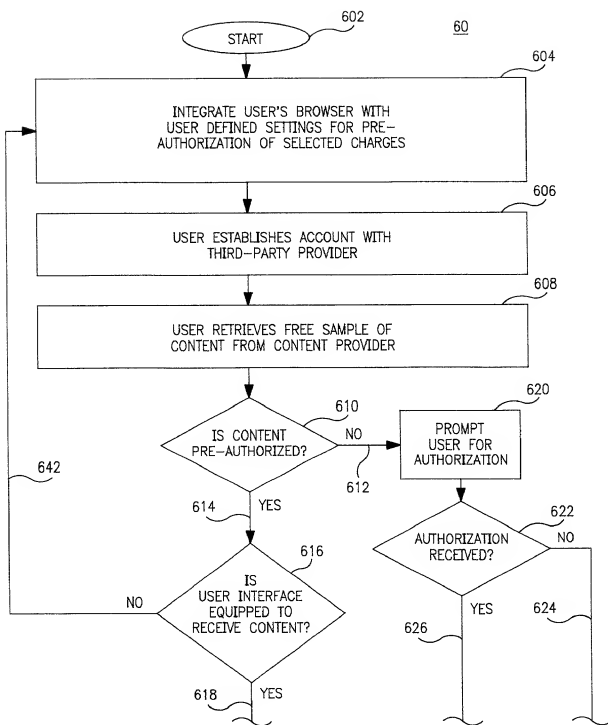 602
60
START
604
INTEGRATE USER'S BROWSER WITH
USER DEFINED SETTINGS FOR PRE-
AUTHORIZATION OF SELECTED CHARGES
606
USER ESTABLISHES ACCOUNT WITH
THIRD-PARTY PROVIDER
608
USER RETRIEVES FREE SAMPLE OF
CONTENT FROM CONTENT PROVIDER
610
620
IS CONTENT
PRE-AUTHORIZED?
NO
612
PROMPT
USER FOR
AUTHORIZATION
642
614
YES
622
616
AUTHORIZATION
RECEIVED?
NO
IS
USER INTERFACE
EQUIPPED TO
RECEIVE CONTENT?
NO
YES
626
624
618
YES